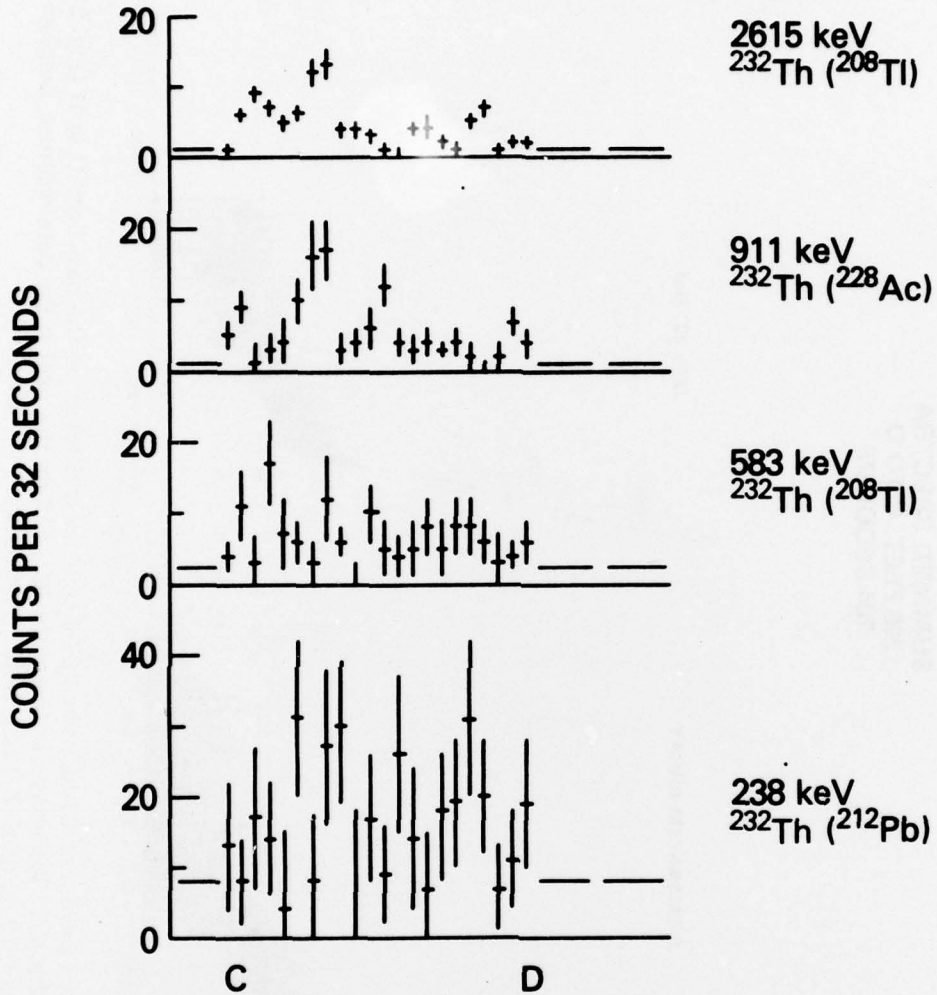 COUNTS PER 32 SECONDS
20
0
2615 keV
²³²Th (²⁰⁸Tl)
20
0
911 keV
²³²Th (²²⁸Ac)
20
0
583 keV
²³²Th (²⁰⁸Tl)
40
20
0
238 keV
²³²Th (²¹²Pb)
C
D